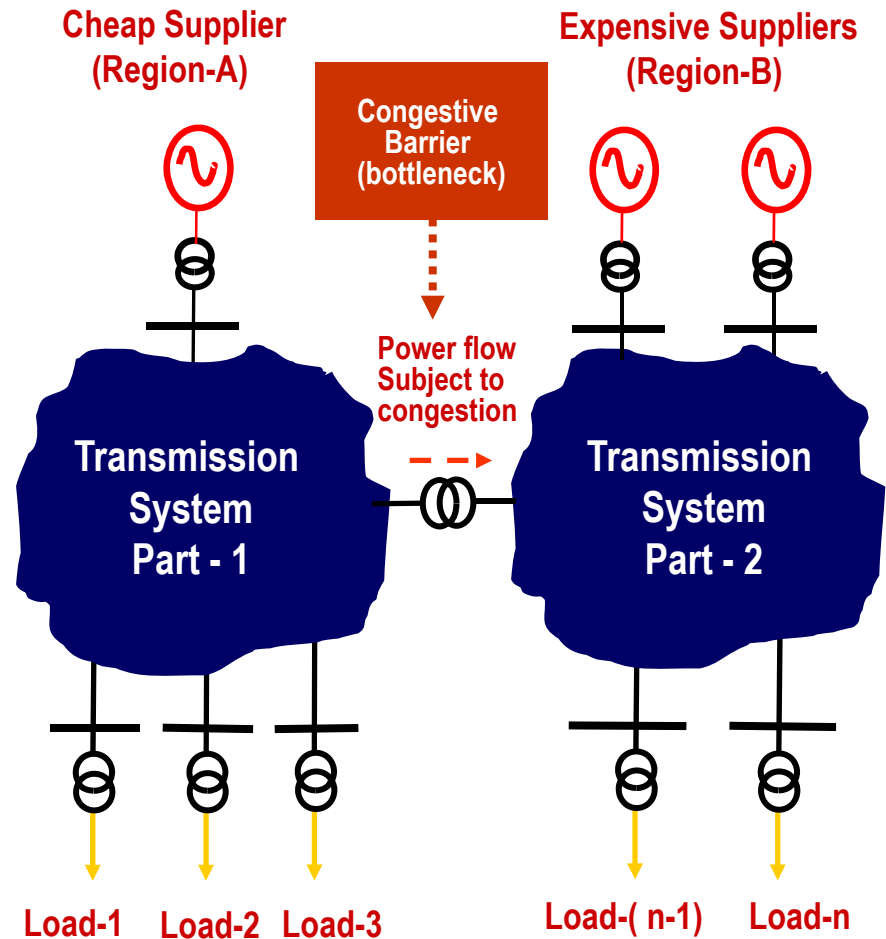 Cheap Supplier
(Region-A)
Expensive Suppliers
(Region-B)
Congestive
Barrier
(bottleneck)
Power flow
Subject to
congestion
Transmission
System
Part - 1
Transmission
System
Part - 2
Load-1
Load-2
Load-3
Load-( n-1)
Load-n